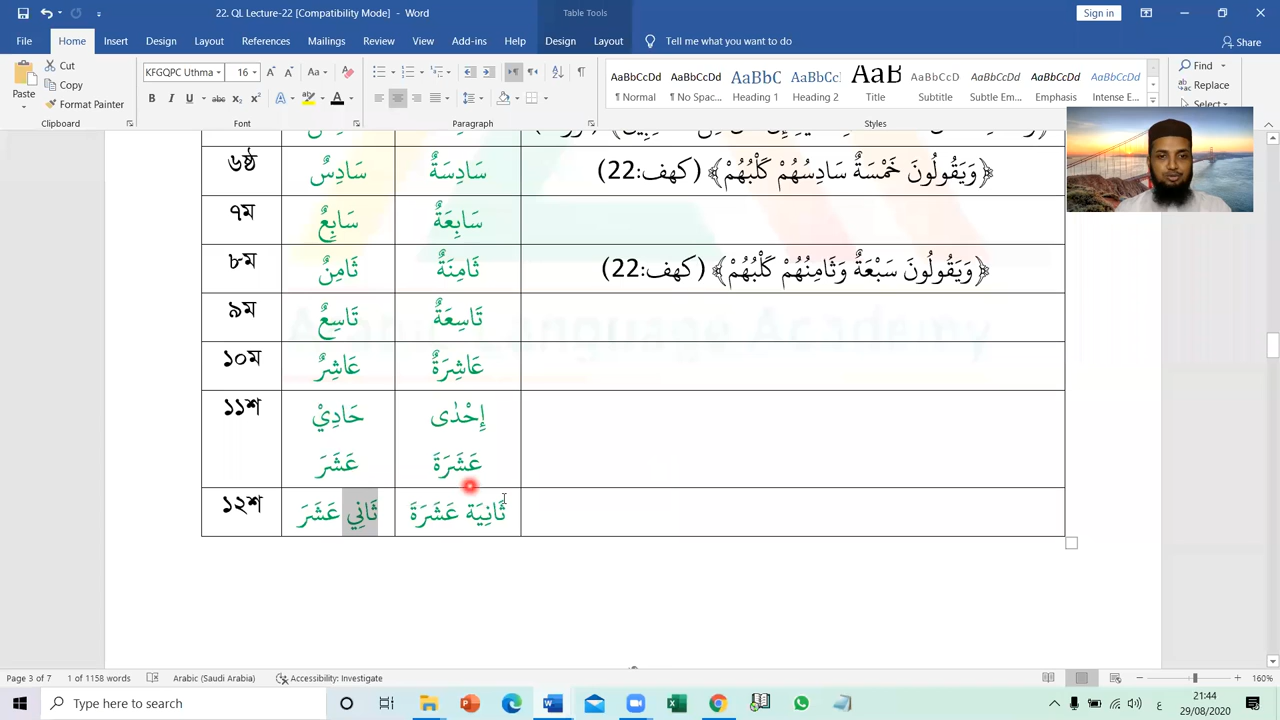 22. QL Lecture-22 [Compatibility Mode] - Word
Table Tools
Sign in
File Home Insert Design Layout References Mailings Review View Add-ins Help Design Layout Tell me what you want to do
Share
Paste
Cut
Copy
Format Painter
Clipboard
KFGQPC Uthma 16
Font
Paragraph
AaBbCcDd AaBbCcDd AaBbC AaBbCc AaB AaBbCcD AaBbCcDd AaBbCcDd AaBbCcDd
¶ Normal ¶ No Spac... Heading 1 Heading 2 Title Subtitle Subtle Em... Emphasis Intense E...
Styles
Find
Replace
Select
৬ষ্ঠ سَادِسٌ سَادِسَةٌ ﴿وَيَقُولُونَ خَمْسَةٌ سَادِسُهُمْ كَلْبُهُمْ﴾ (كهف:22)
৭ম سَابِعٌ سَابِعَةٌ
৮ম ثَامِنٌ ثَامِنَةٌ ﴿وَيَقُولُونَ سَبْعَةٌ وَثَامِنُهُمْ كَلْبُهُمْ﴾ (كهف:22)
৯ম تَاسِعٌ تَاسِعَةٌ
Language Academy
১০ম عَاشِرٌ عَاشِرَةٌ
১১শ حَادِيْ إِحْدٰى
عَشَرَ عَشَرَةَ
১২শ ثَانِي عَشَرَ ثَانِيَة عَشَرَةَ
Page 3 of 7 1 of 1158 words Arabic (Saudi Arabia) Accessibility: Investigate 160%
Type here to search
21:44
29/08/2020